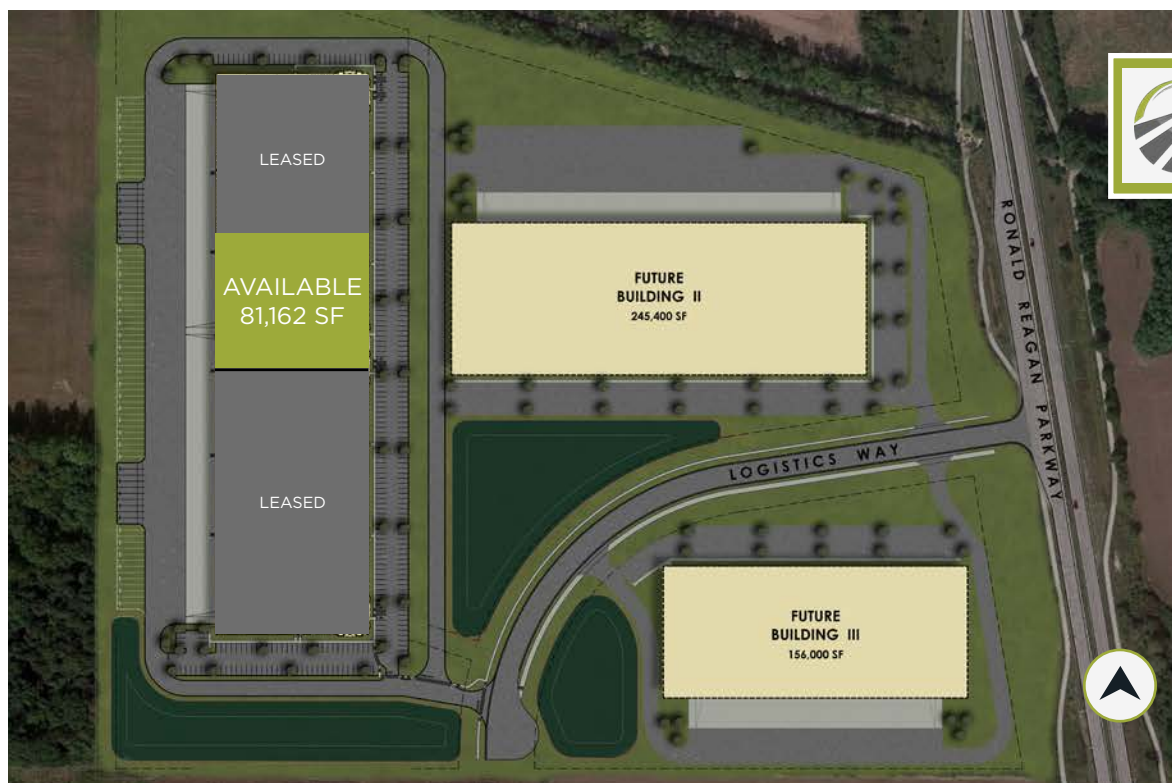 LEASED
AVAILABLE
81,162 SF
LEASED
FUTURE
BUILDING II
245,400 SF
RONALD REAGAN PARKWAY
LOGISTICS WAY
FUTURE
BUILDING III
156,000 SF